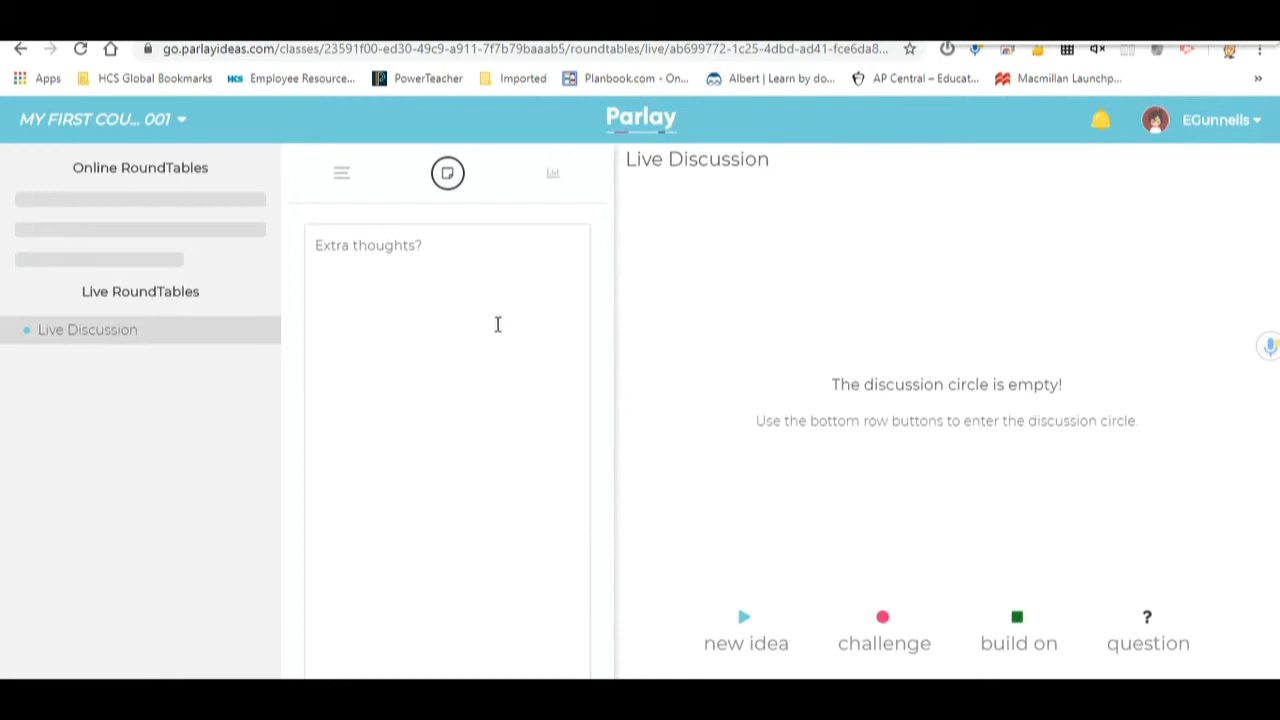 go.parlayideas.com/classes/23591f00-ed30-49c9-a911-7f7b79baaab5/roundtables/live/ab699772-1c25-4dbd-ad41-fce6da8...
Apps HCS Global Bookmarks HCS Employee Resource... PowerTeacher Imported Planbook.com - On... Albert | Learn by do... AP Central – Educat... Macmillan Launchp... »
MY FIRST COU... 001 Parlay EGunnells
Online RoundTables
Live RoundTables
Live Discussion
Extra thoughts?
Live Discussion
The discussion circle is empty!
Use the bottom row buttons to enter the discussion circle.
?
new idea challenge build on question